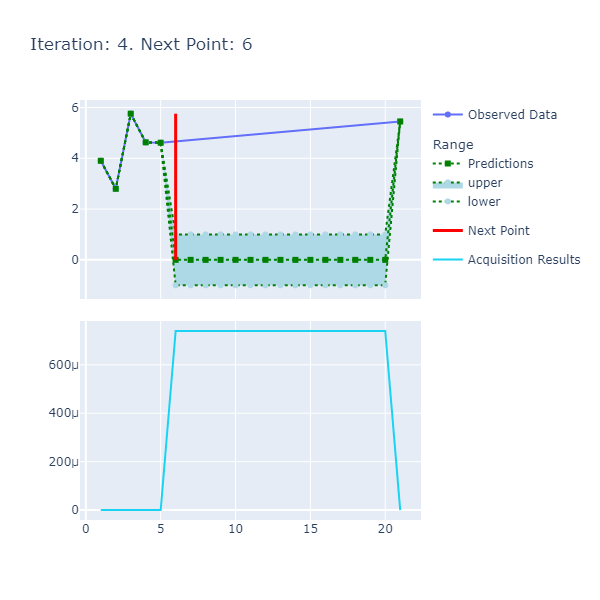 Iteration: 4. Next Point: 6
6
4
2
0
Observed Data
Range
Predictions
upper
lower
Next Point
Acquisition Results
600μ
400μ
200μ
0
0 5 10 15 20